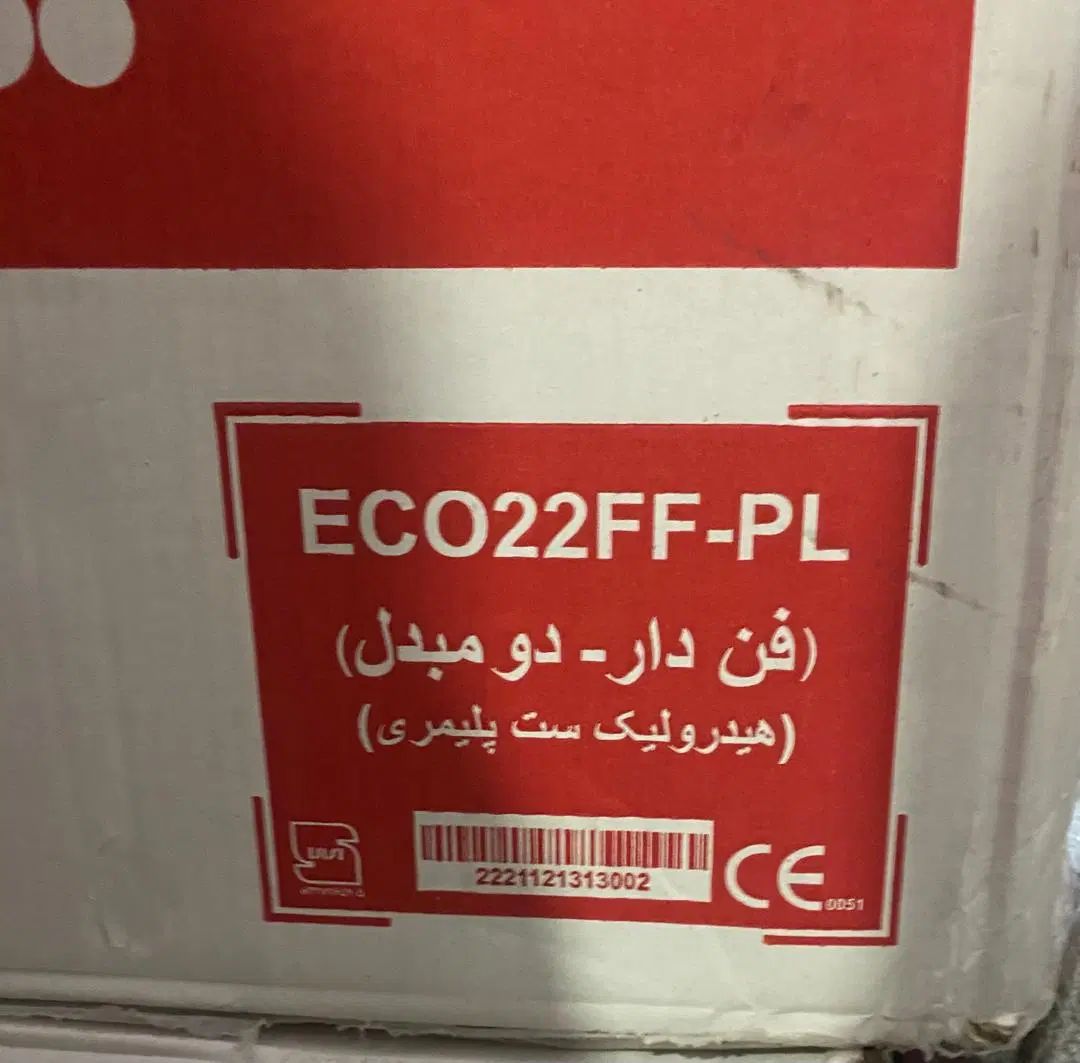 ECO22FF-PL
(فن دار- دو مبدل)
(هیدرولیک ست پلیمری)
2221121313002
CE 0051